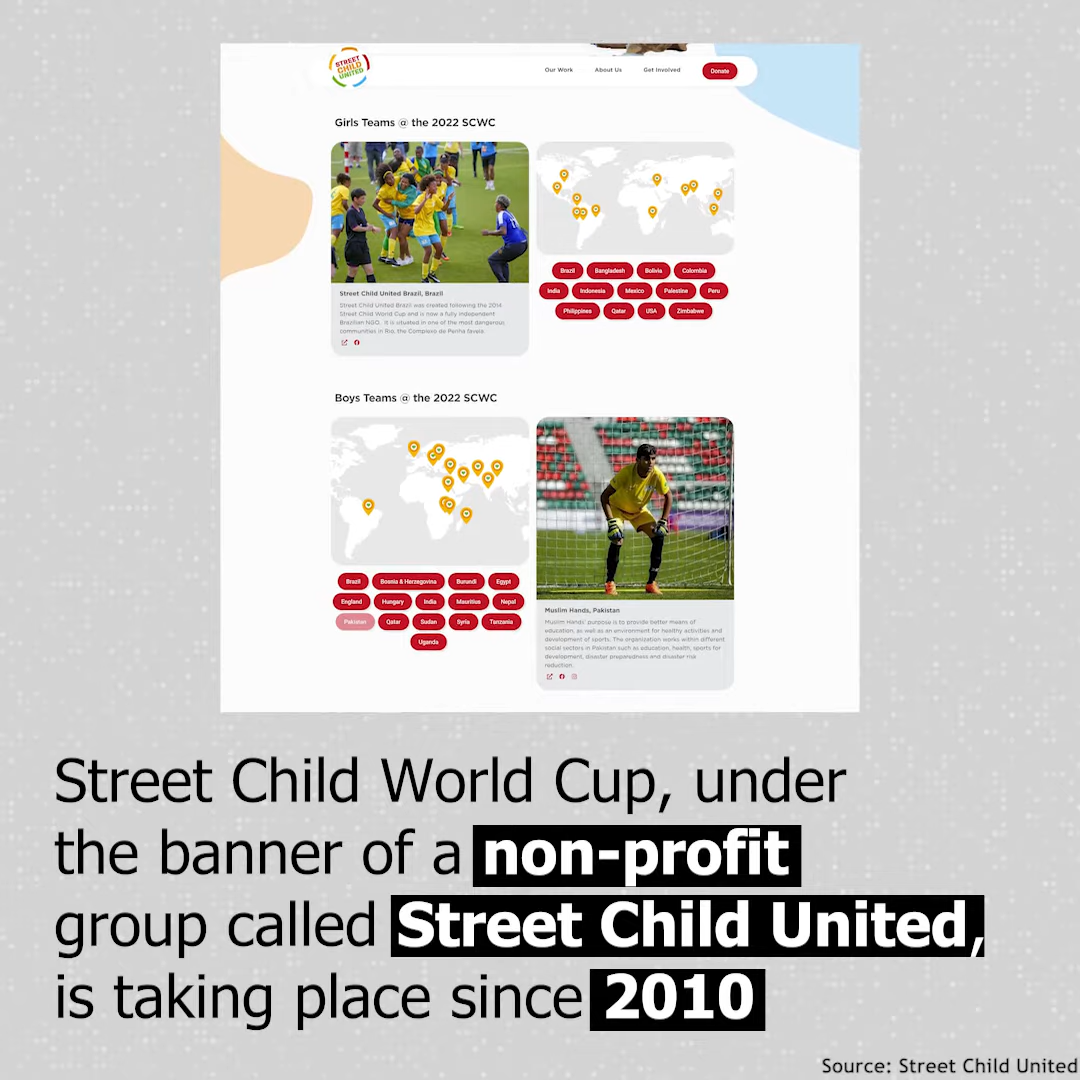 STREET
CHILD
UNITED
Our Work About Us Get Involved Donate
Girls Teams @ the 2022 SCWC
Street Child United Brazil, Brazil
Street Child United Brazil was created following the 2014
Street Child World Cup and is now a fully independent
Brazilian NGO. It is situated in one of the most dangerous
communities in Rio, the Complexo de Penha favela.
Brazil Bangladesh Bolivia Colombia
India Indonesia Mexico Palestine Peru
Philippines Qatar USA Zimbabwe
Boys Teams @ the 2022 SCWC
Brazil Bosnia & Herzegovina Burundi Egypt
England Hungary India Mauritius Nepal
Pakistan Qatar Sudan Syria Tanzania
Uganda
Muslim Hands, Pakistan
Muslim Hands' purpose is to provide better means of
education, as well as an environment for healthy activities and
development of sports. The organization works within different
social sectors in Pakistan such as education, health, sports for
development, disaster preparedness and disaster risk
reduction.
Street Child World Cup, under
the banner of a non-profit
group called Street Child United,
is taking place since 2010
Source: Street Child United